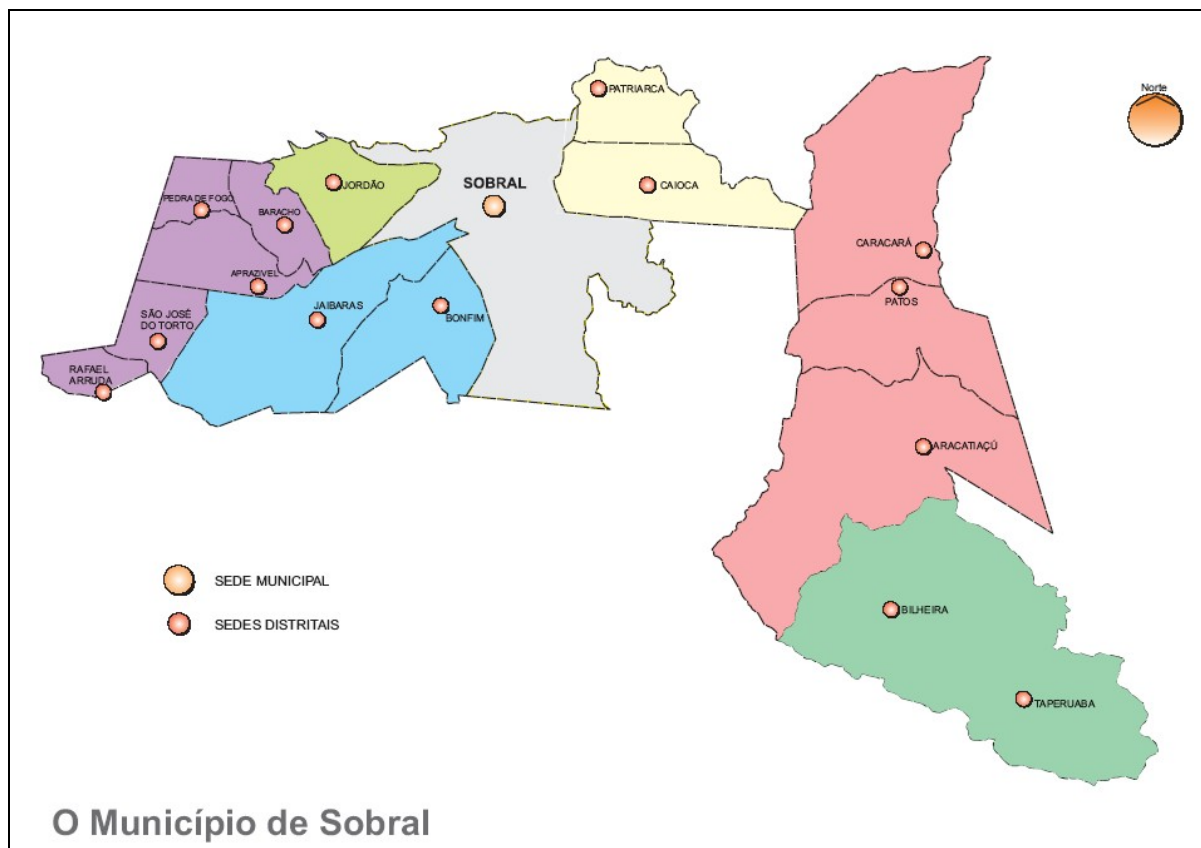 Norte
PATRIARCA
JORDÃO
SOBRAL
CAIOCA
PEDRA DE FOGO
BARACHO
CARACARÁ
APRAZIVEL
PATOS
SÃO JOSÉ
DO TORTO
JAIBARAS
BONFIM
RAFAEL
ARRUDA
ARACATIAÇÚ
SEDE MUNICIPAL
SEDES DISTRITAIS
BILHEIRA
TAPERUABA
O Município de Sobral